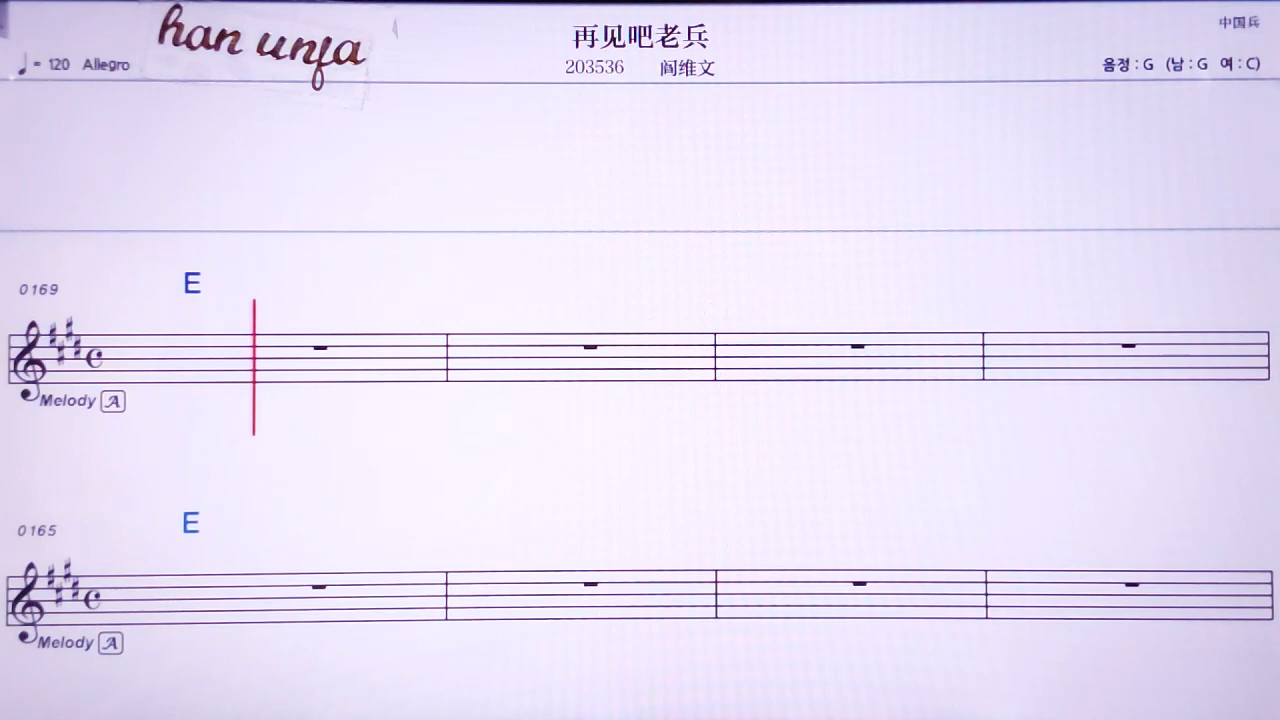 han unfa
再见吧老兵
中国兵
♩= 120 Allegro
203536 阎维文
음정 : G (남 : G 여 : C)
0169
E
Melody A
0165
E
Melody A